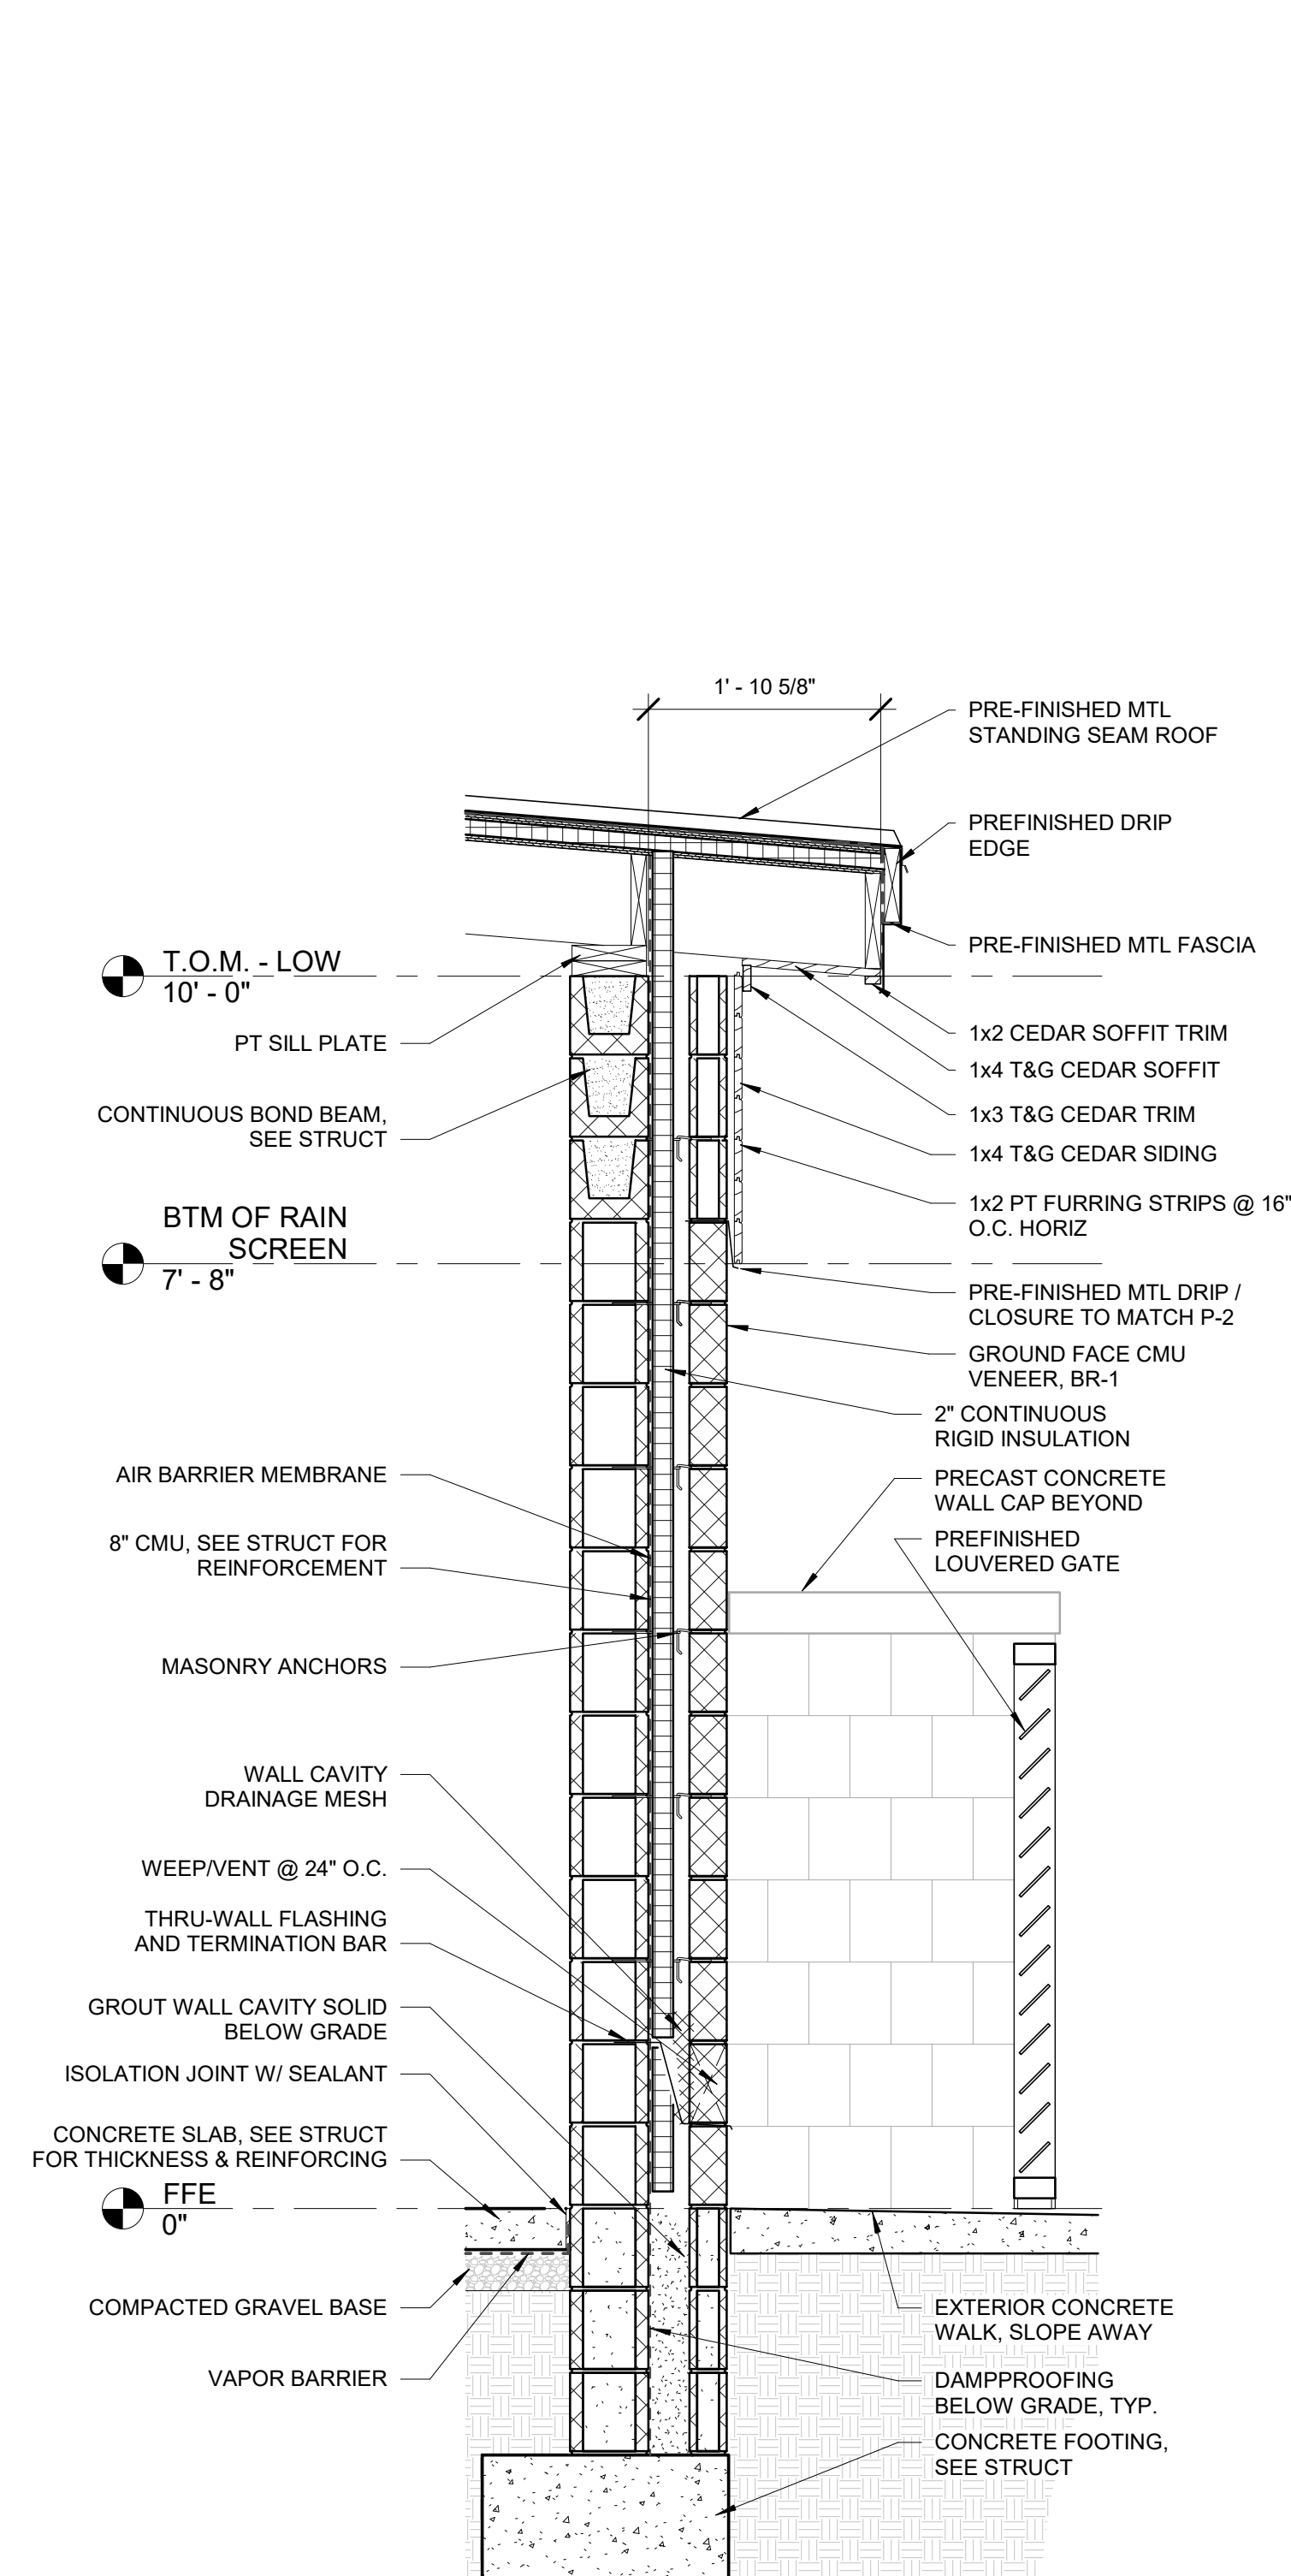 1' - 10 5/8"
PRE-FINISHED MTL
STANDING SEAM ROOF
PREFINISHED DRIP
EDGE
PRE-FINISHED MTL FASCIA
T.O.M. - LOW
10' - 0"
1x2 CEDAR SOFFIT TRIM
PT SILL PLATE
1x4 T&G CEDAR SOFFIT
CONTINUOUS BOND BEAM,
SEE STRUCT
1x3 T&G CEDAR TRIM
1x4 T&G CEDAR SIDING
1x2 PT FURRING STRIPS @ 16"
O.C. HORIZ
BTM OF RAIN
SCREEN
7' - 8"
PRE-FINISHED MTL DRIP /
CLOSURE TO MATCH P-2
GROUND FACE CMU
VENEER, BR-1
2" CONTINUOUS
RIGID INSULATION
AIR BARRIER MEMBRANE
PRECAST CONCRETE
WALL CAP BEYOND
8" CMU, SEE STRUCT FOR
REINFORCEMENT
PREFINISHED
LOUVERED GATE
MASONRY ANCHORS
WALL CAVITY
DRAINAGE MESH
WEEP/VENT @ 24" O.C.
THRU-WALL FLASHING
AND TERMINATION BAR
GROUT WALL CAVITY SOLID
BELOW GRADE
ISOLATION JOINT W/ SEALANT
CONCRETE SLAB, SEE STRUCT
FOR THICKNESS & REINFORCING
FFE
0"
COMPACTED GRAVEL BASE
EXTERIOR CONCRETE
WALK, SLOPE AWAY
VAPOR BARRIER
DAMPPROOFING
BELOW GRADE, TYP.
CONCRETE FOOTING,
SEE STRUCT